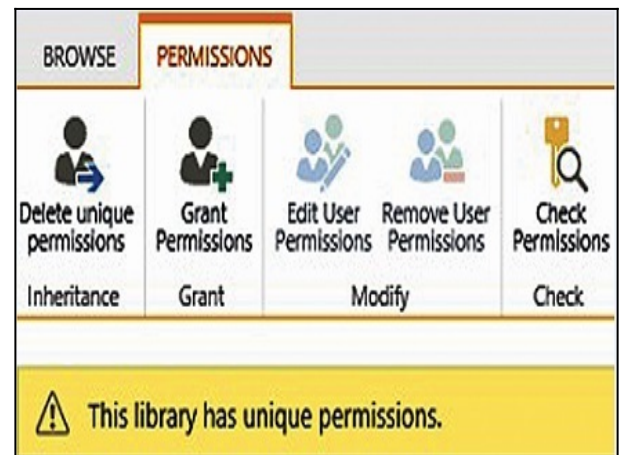 BROWSE PERMISSIONS
Delete unique permissions
Grant Permissions
Edit User Permissions
Remove User Permissions
Check Permissions
Inheritance Grant Modify Check
This library has unique permissions.